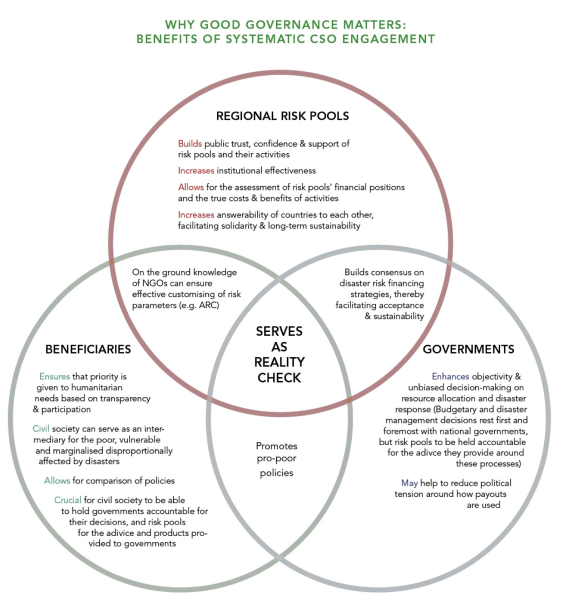 WHY GOOD GOVERNANCE MATTERS:
BENEFITS OF SYSTEMATIC CSO ENGAGEMENT
REGIONAL RISK POOLS
Builds public trust, confidence & support of
risk pools and their activities
Increases institutional effectiveness
Allows for the assessment of risk pools' financial positions
and the true costs & benefits of activities
Increases answerability of countries to each other,
facilitating solidarity & long-term sustainability
On the ground knowledge
of NGOs can ensure
effective customising of risk
parameters (e.g. ARC)
Builds consensus on
disaster risk financing
strategies, thereby
facilitating acceptance
& sustainability
SERVES
AS
REALITY
CHECK
BENEFICIARIES
Ensures that priority is
given to humanitarian
needs based on transparency
& participation
Civil society can serve as an inter-
mediary for the poor, vulnerable
and marginalised disproportionally
affected by disasters
Allows for comparison of policies
Crucial for civil society to be able
to hold governments accountable for
their decisions, and risk pools
for the adivice and products pro-
vided to governments
GOVERNMENTS
Enhances objectivity &
unbiased decision-making on
resource allocation and disaster
response (Budgetary and disaster
management decisions rest first and
foremost with national governments,
but risk pools to be held accountable
for the advice they provide around
these processes)
May help to reduce political
tension around how payouts
are used
Promotes
pro-poor
policies